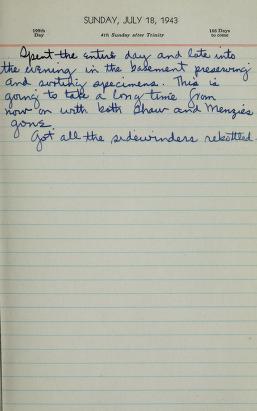 SUNDAY, JULY 18, 1943
199th Day
4th Sunday after Trinity
166 Days to come
Spent the entire day and late into
the evening in the basement preserving
and sorting specimens. This is
going to take a long time from
now on with both Shaw and Menzies
gone.
Got all the sidewinders rebottled.